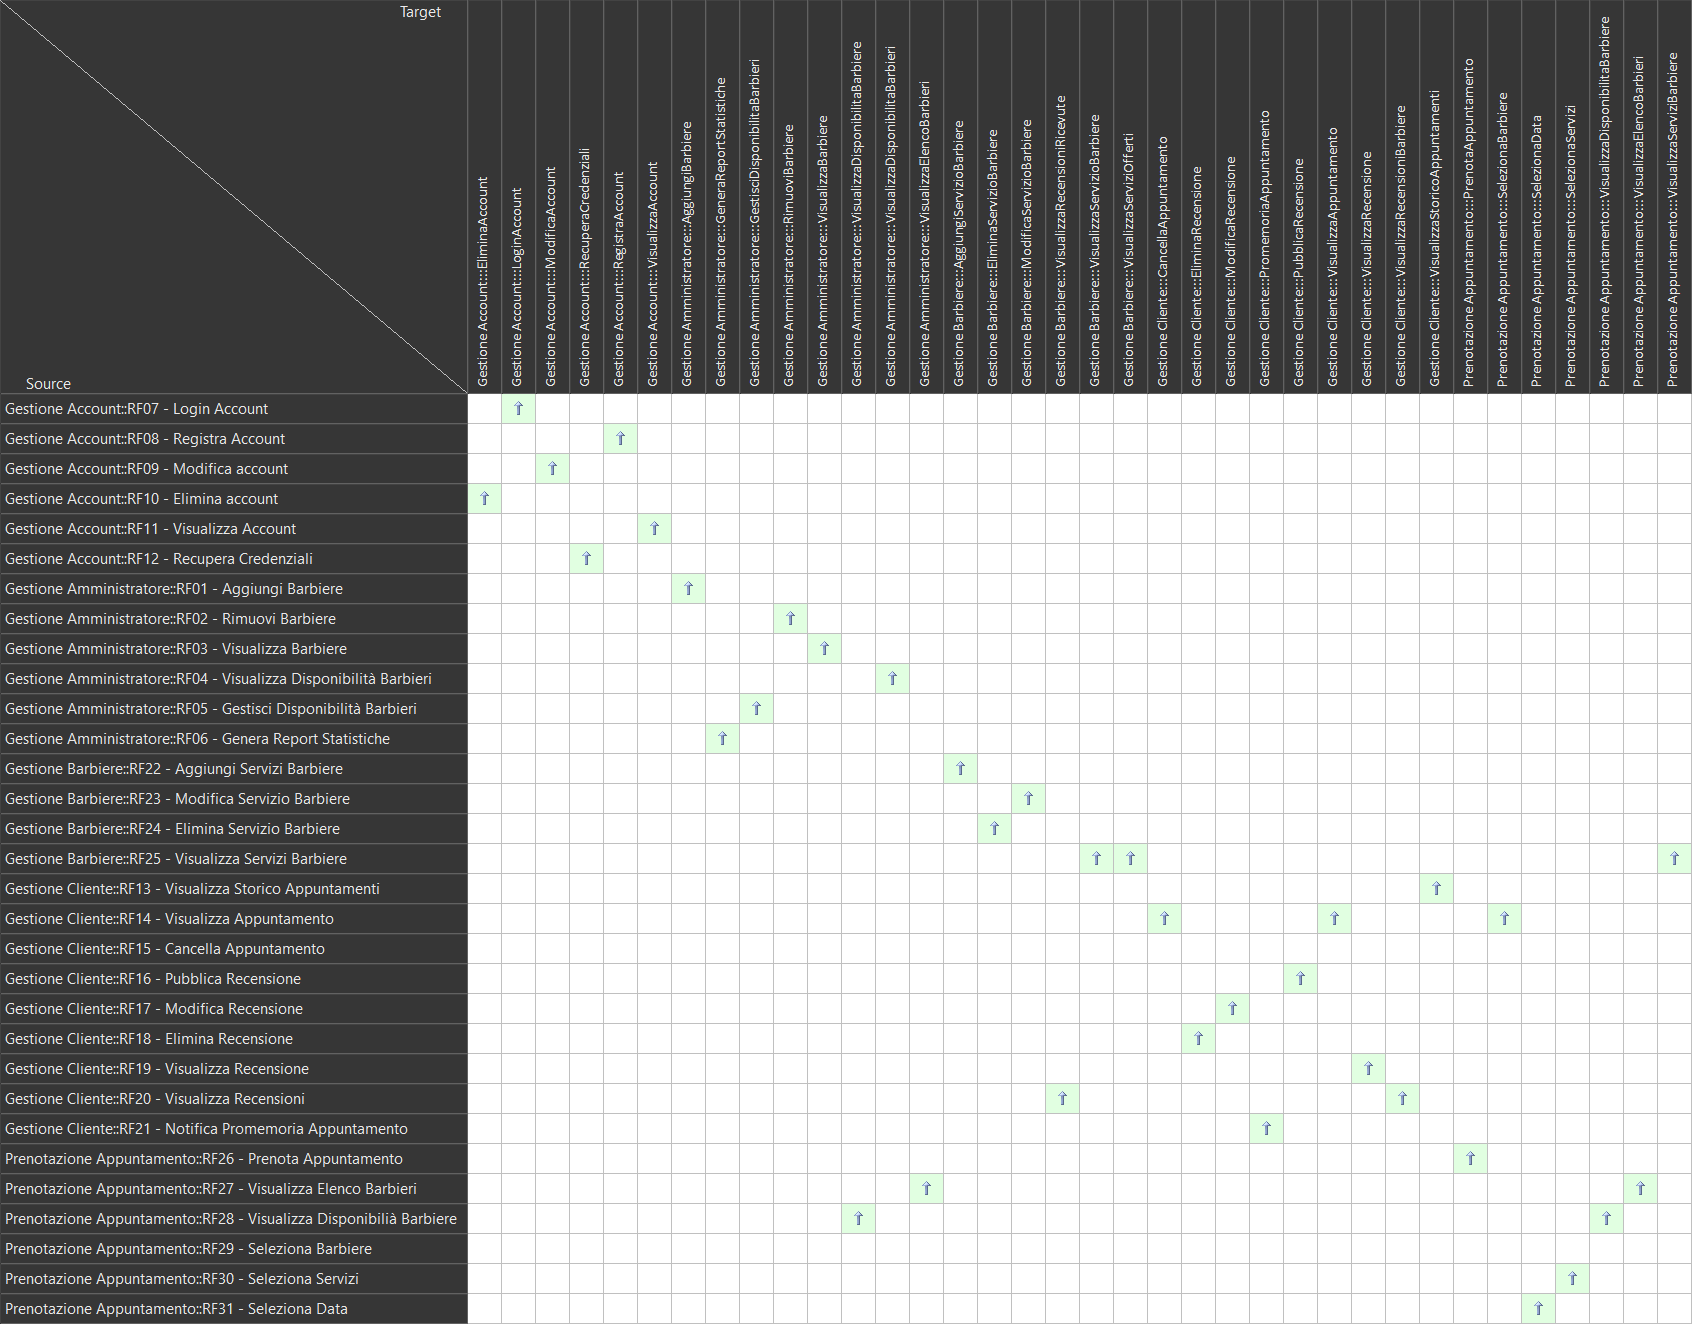 Target
Source
Gestione Account:::EliminaAccount
Gestione Account:::LoginAccount
Gestione Account:::ModificaAccount
Gestione Account:::RecuperaCredenziali
Gestione Account:::RegistraAccount
Gestione Account:::VisualizzaAccount
Gestione Amministratore:::AggiungiBarbiere
Gestione Amministratore:::GeneraReportStatistiche
Gestione Amministratore:::GestisciDisponibilitaBarbieri
Gestione Amministratore:::RimuoviBarbiere
Gestione Amministratore:::VisualizzaBarbiere
Gestione Amministratore:::VisualizzaDisponibilitaBarbiere
Gestione Amministratore:::VisualizzaDisponibilitaBarbieri
Gestione Amministratore:::VisualizzaElencoBarbieri
Gestione Barbiere:::AggiungiServizioBarbiere
Gestione Barbiere:::EliminaServizioBarbiere
Gestione Barbiere:::ModificaServizioBarbiere
Gestione Barbiere:::VisualizzaRecensioniRicevute
Gestione Barbiere:::VisualizzaServizioBarbiere
Gestione Barbiere:::VisualizzaServiziOfferti
Gestione Cliente:::CancellaAppuntamento
Gestione Cliente:::EliminaRecensione
Gestione Cliente:::ModificaRecensione
Gestione Cliente:::PromemoriaAppuntamento
Gestione Cliente:::PubblicaRecensione
Gestione Cliente:::VisualizzaAppuntamento
Gestione Cliente:::VisualizzaRecensione
Gestione Cliente:::VisualizzaRecensioniBarbiere
Gestione Cliente:::VisualizzaStoricoAppuntamenti
Prenotazione Appuntamento:::PrenotaAppuntamento
Prenotazione Appuntamento:::SelezionaBarbiere
Prenotazione Appuntamento:::SelezionaData
Prenotazione Appuntamento:::SelezionaServizi
Prenotazione Appuntamento:::VisualizzaDisponibilitaBarbiere
Prenotazione Appuntamento:::VisualizzaElencoBarbieri
Prenotazione Appuntamento:::VisualizzaServiziBarbiere
Gestione Account::RF07 - Login Account
Gestione Account::RF08 - Registra Account
Gestione Account::RF09 - Modifica account
Gestione Account::RF10 - Elimina account
Gestione Account::RF11 - Visualizza Account
Gestione Account::RF12 - Recupera Credenziali
Gestione Amministratore::RF01 - Aggiungi Barbiere
Gestione Amministratore::RF02 - Rimuovi Barbiere
Gestione Amministratore::RF03 - Visualizza Barbiere
Gestione Amministratore::RF04 - Visualizza Disponibilità Barbieri
Gestione Amministratore::RF05 - Gestisci Disponibilità Barbieri
Gestione Amministratore::RF06 - Genera Report Statistiche
Gestione Barbiere::RF22 - Aggiungi Servizi Barbiere
Gestione Barbiere::RF23 - Modifica Servizio Barbiere
Gestione Barbiere::RF24 - Elimina Servizio Barbiere
Gestione Barbiere::RF25 - Visualizza Servizi Barbiere
Gestione Cliente::RF13 - Visualizza Storico Appuntamenti
Gestione Cliente::RF14 - Visualizza Appuntamento
Gestione Cliente::RF15 - Cancella Appuntamento
Gestione Cliente::RF16 - Pubblica Recensione
Gestione Cliente::RF17 - Modifica Recensione
Gestione Cliente::RF18 - Elimina Recensione
Gestione Cliente::RF19 - Visualizza Recensione
Gestione Cliente::RF20 - Visualizza Recensioni
Gestione Cliente::RF21 - Notifica Promemoria Appuntamento
Prenotazione Appuntamento::RF26 - Prenota Appuntamento
Prenotazione Appuntamento::RF27 - Visualizza Elenco Barbieri
Prenotazione Appuntamento::RF28 - Visualizza Disponibilià Barbiere
Prenotazione Appuntamento::RF29 - Seleziona Barbiere
Prenotazione Appuntamento::RF30 - Seleziona Servizi
Prenotazione Appuntamento::RF31 - Seleziona Data